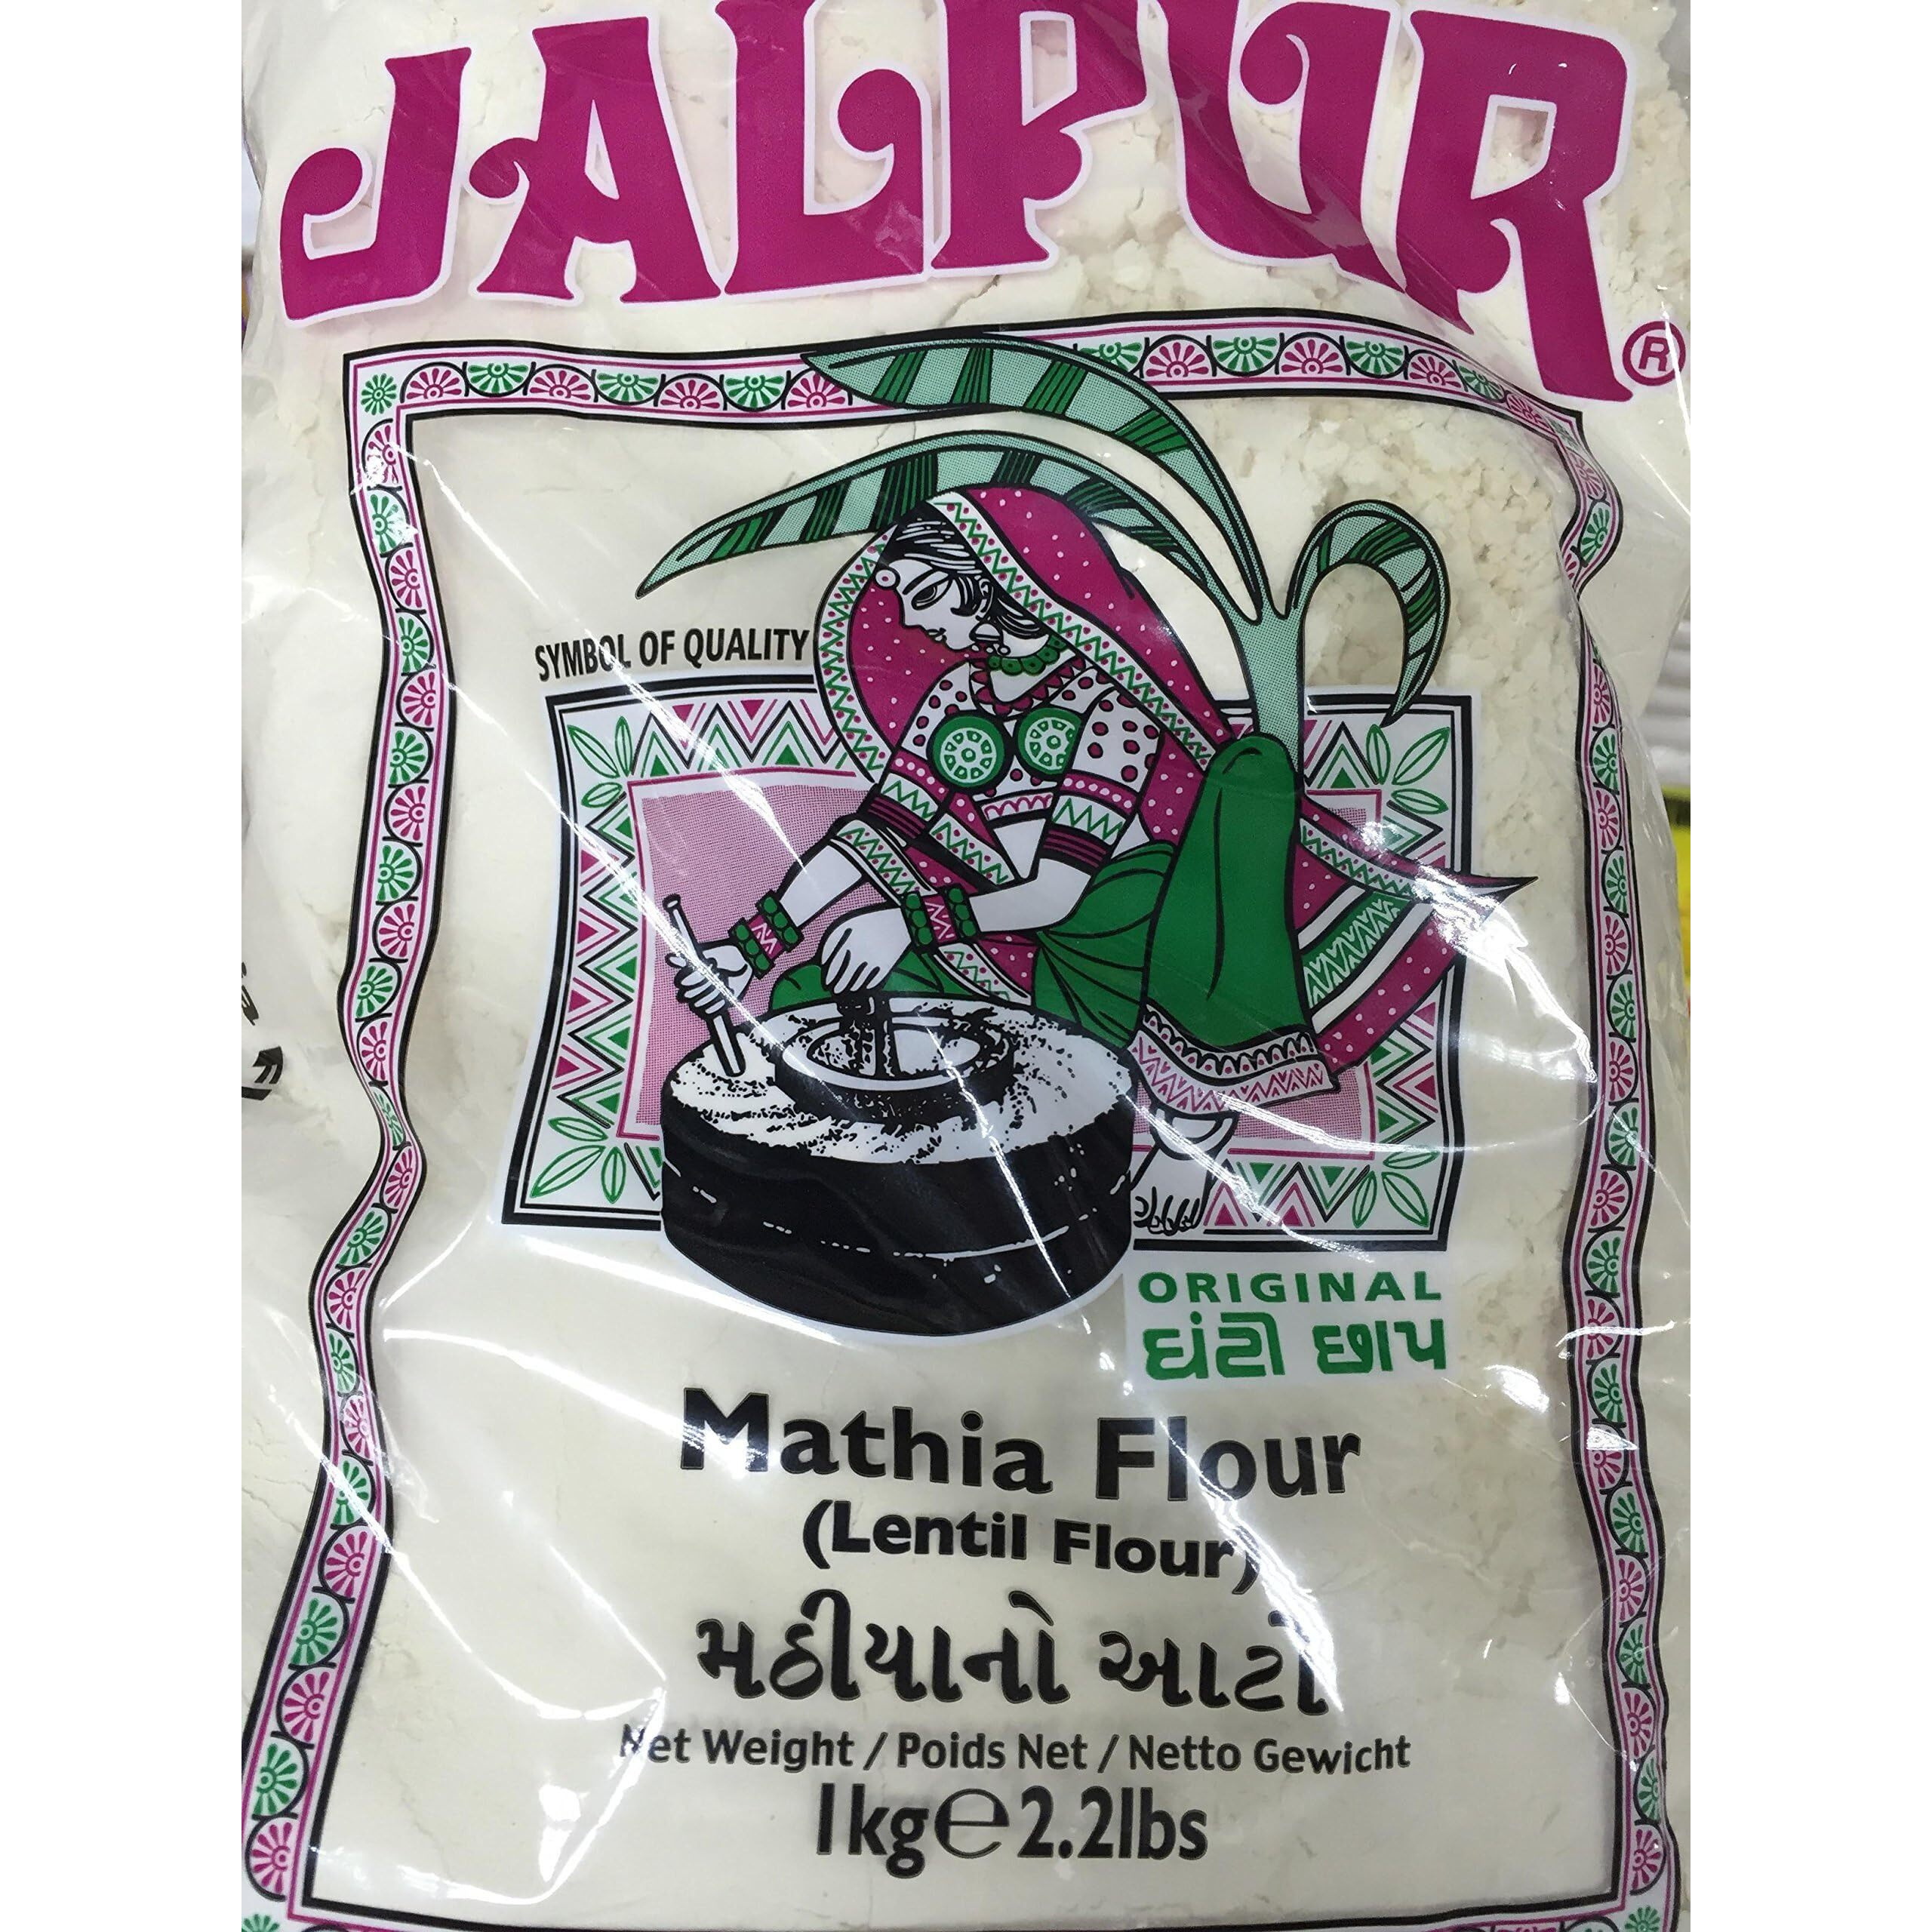 JALPUR®
SYMBOL OF QUALITY
ORIGINAL
ઘંટી છાપ
Mathia Flour
(Lentil Flour)
મઠીયાનો આટો
Net Weight / Poids Net / Netto Gewicht
1kg℮2.2lbs